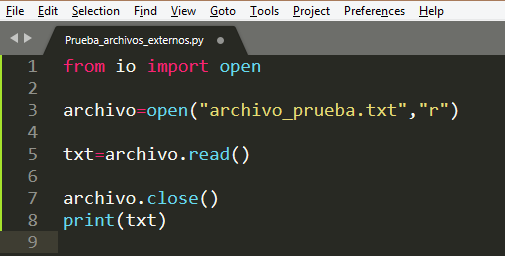 File Edit Selection Find View Goto Tools Project Preferences Help
Prueba_archivos_externos.py
1 from io import open
2
3 archivo=open("archivo_prueba.txt","r")
4
5 txt=archivo.read()
6
7 archivo.close()
8 print(txt)
9